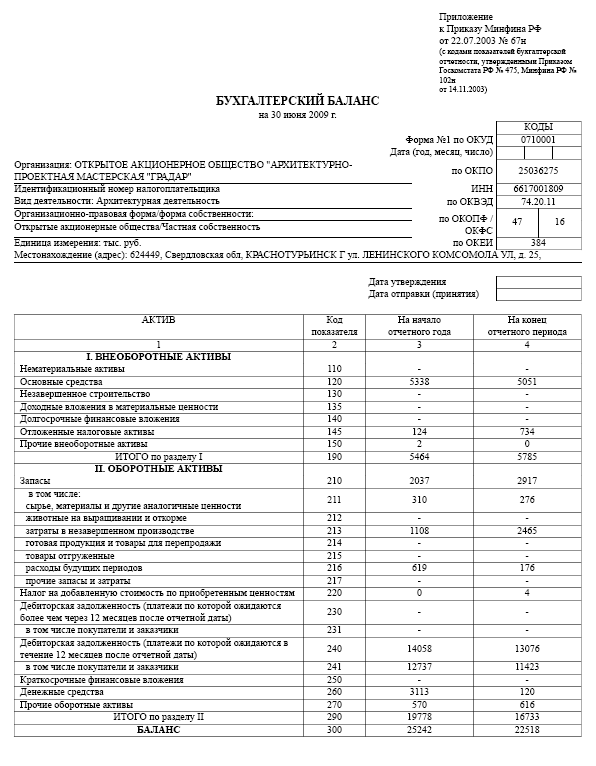 Приложение
к Приказу Минфина РФ
от 22.07.2003 № 67н
(с кодами показателей бухгалтерской
отчетности, утвержденными Приказом
Госкомстата РФ № 475, Минфина РФ №
102н
от 14.11.2003)
БУХГАЛТЕРСКИЙ БАЛАНС
на 30 июня 2009 г.
КОДЫ
Форма №1 по ОКУД 0710001
Дата (год, месяц, число)
Организация: ОТКРЫТОЕ АКЦИОНЕРНОЕ ОБЩЕСТВО "АРХИТЕКТУРНО-
ПРОЕКТНАЯ МАСТЕРСКАЯ "ГРАДАР" по ОКПО 25036275
Идентификационный номер налогоплательщика ИНН 6617001809
Вид деятельности: Архитектурная деятельность по ОКВЭД 74.20.11
Организационно-правовая форма/форма собственности:
Открытые акционерные общества/Частная собственность по ОКОПФ / 47 16
ОКФС
Единица измерения: тыс. руб. по ОКЕИ 384
Местонахождение (адрес): 624449, Свердловская обл, КРАСНОТУРЬИНСК Г ул. ЛЕНИНСКОГО КОМСОМОЛА УЛ, д. 25,
Дата утверждения
Дата отправки (принятия)
АКТИВ Код На начало На конец
показателя отчетного года отчетного периода
1 2 3 4
I. ВНЕОБОРОТНЫЕ АКТИВЫ
Нематериальные активы 110 - -
Основные средства 120 5338 5051
Незавершенное строительство 130 - -
Доходные вложения в материальные ценности 135 - -
Долгосрочные финансовые вложения 140 - -
Отложенные налоговые активы 145 124 734
Прочие внеоборотные активы 150 2 0
ИТОГО по разделу I 190 5464 5785
II. ОБОРОТНЫЕ АКТИВЫ
Запасы 210 2037 2917
в том числе:
сырье, материалы и другие аналогичные ценности 211 310 276
животные на выращивании и откорме 212 - -
затраты в незавершенном производстве 213 1108 2465
готовая продукция и товары для перепродажи 214 - -
товары отгруженные 215 - -
расходы будущих периодов 216 619 176
прочие запасы и затраты 217 - -
Налог на добавленную стоимость по приобретенным ценностям 220 0 4
Дебиторская задолженность (платежи по которой ожидаются
более чем через 12 месяцев после отчетной даты) 230 - -
в том числе покупатели и заказчики 231 - -
Дебиторская задолженность (платежи по которой ожидаются в
течение 12 месяцев после отчетной даты) 240 14058 13076
в том числе покупатели и заказчики 241 12737 11423
Краткосрочные финансовые вложения 250 - -
Денежные средства 260 3113 120
Прочие оборотные активы 270 570 616
ИТОГО по разделу II 290 19778 16733
БАЛАНС 300 25242 22518